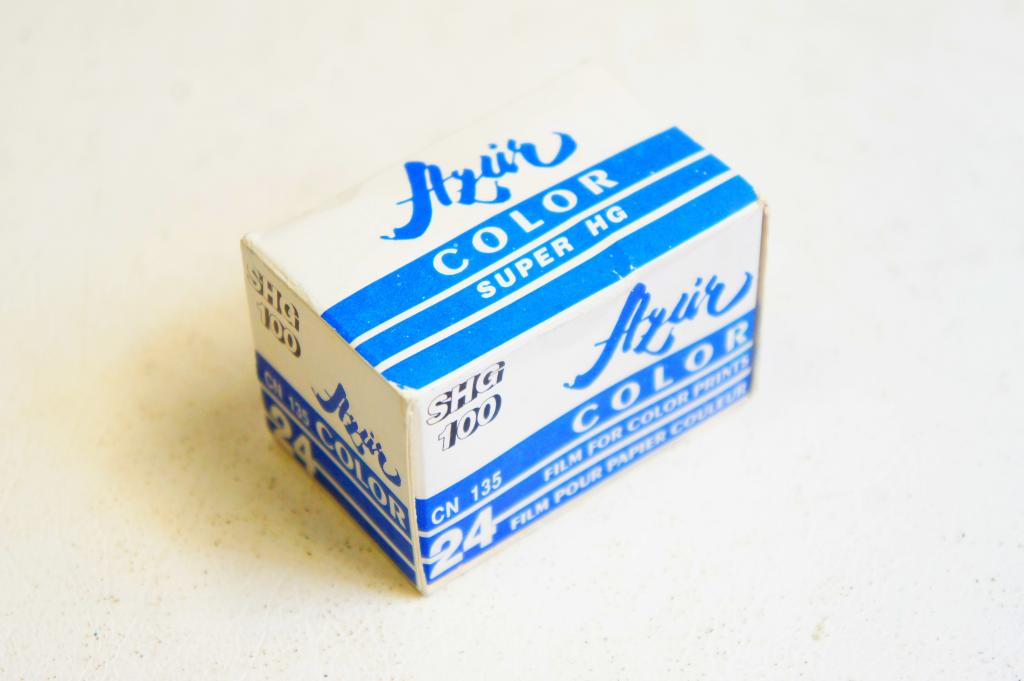 Azur
COLOR
SUPER HG
SHG
100
Azur
COLOR
CN 135
24
SHG
100
Azur
COLOR
CN 135
FILM FOR COLOR PRINTS
24
FILM POUR PAPIER COULEUR